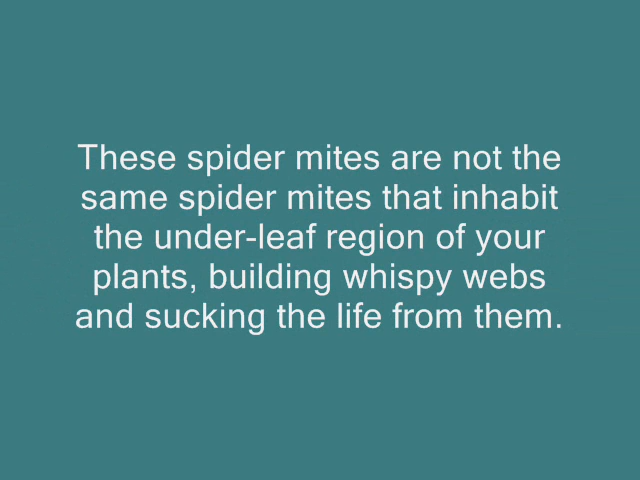 These spider mites are not the
same spider mites that inhabit
the under-leaf region of your
plants, building whispy webs
and sucking the life from them.